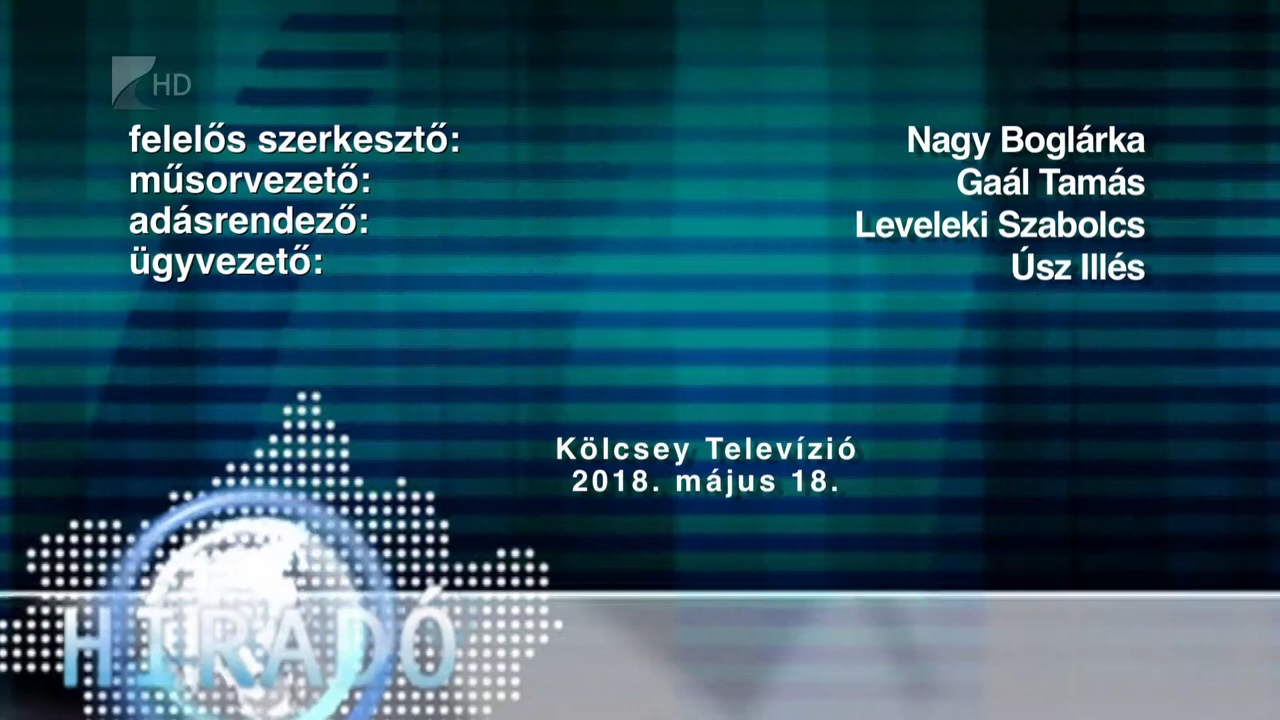 HD
felelős szerkesztő: Nagy Boglárka
műsorvezető: Gaál Tamás
adásrendező: Leveleki Szabolcs
ügyvezető: Úsz Illés
Kölcsey Televízió
2018. május 18.
HÍRADÓ